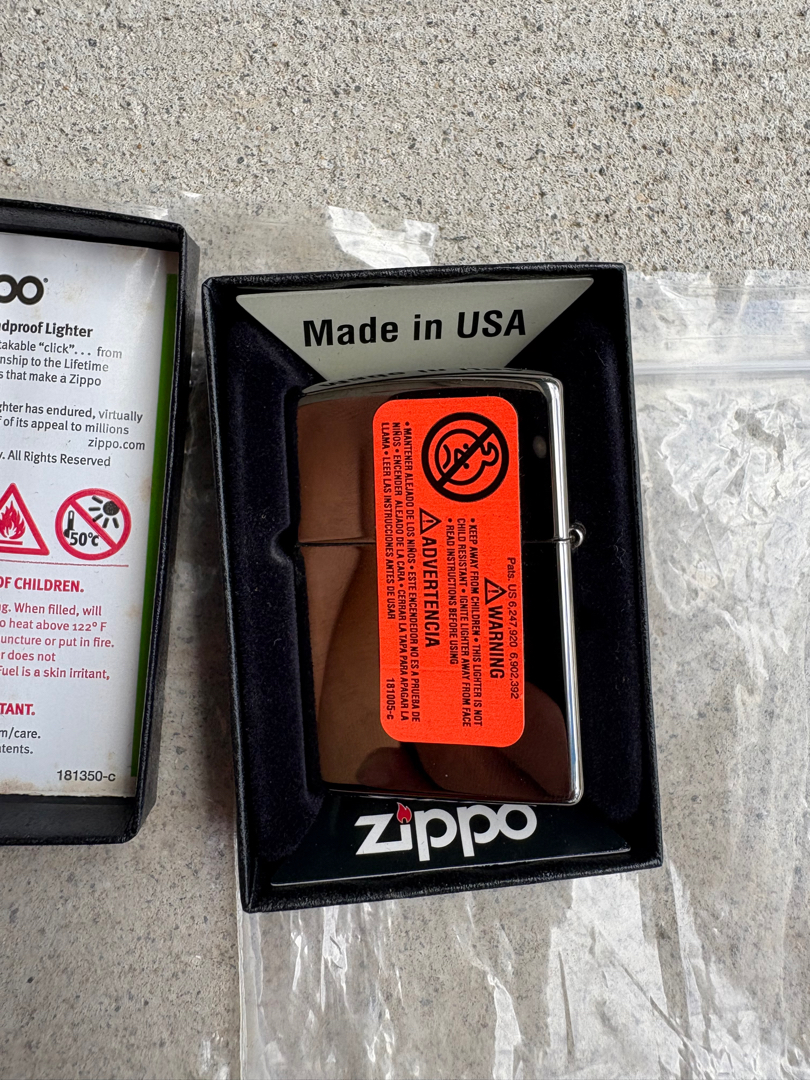 oo
dproof Lighter
takable “click”... from
nship to the Lifetime
s that make a Zippo
ghter has endured, virtually
f of its appeal to millions
zippo.com
. All Rights Reserved
50°C
OF CHILDREN.
g. When filled, will
o heat above 122° F
uncture or put in fire.
r does not
Fuel is a skin irritant,
TANT.
m/care.
tents.
181350-c
Made in USA
Pats. US 6,247,920 6,902,392
WARNING
• KEEP AWAY FROM CHILDREN • THIS LIGHTER IS NOT
CHILD RESISTANT • IGNITE LIGHTER AWAY FROM FACE
• READ INSTRUCTIONS BEFORE USING
ADVERTENCIA
• MANTENER ALEJADO DE LOS NIÑOS • ESTE ENCENDEDOR NO ES A PRUEBA DE
NIÑOS • ENCENDER ALEJADO DE LA CARA • CERRAR LA TAPA PARA APAGAR LA
LLAMA • LEER LAS INSTRUCCIONES ANTES DE USAR
181005-c
zippo